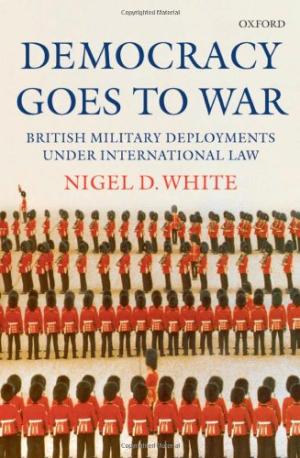 OXFORD
DEMOCRACY
GOES TO WAR
BRITISH MILITARY DEPLOYMENTS
UNDER INTERNATIONAL LAW
NIGEL D. WHITE